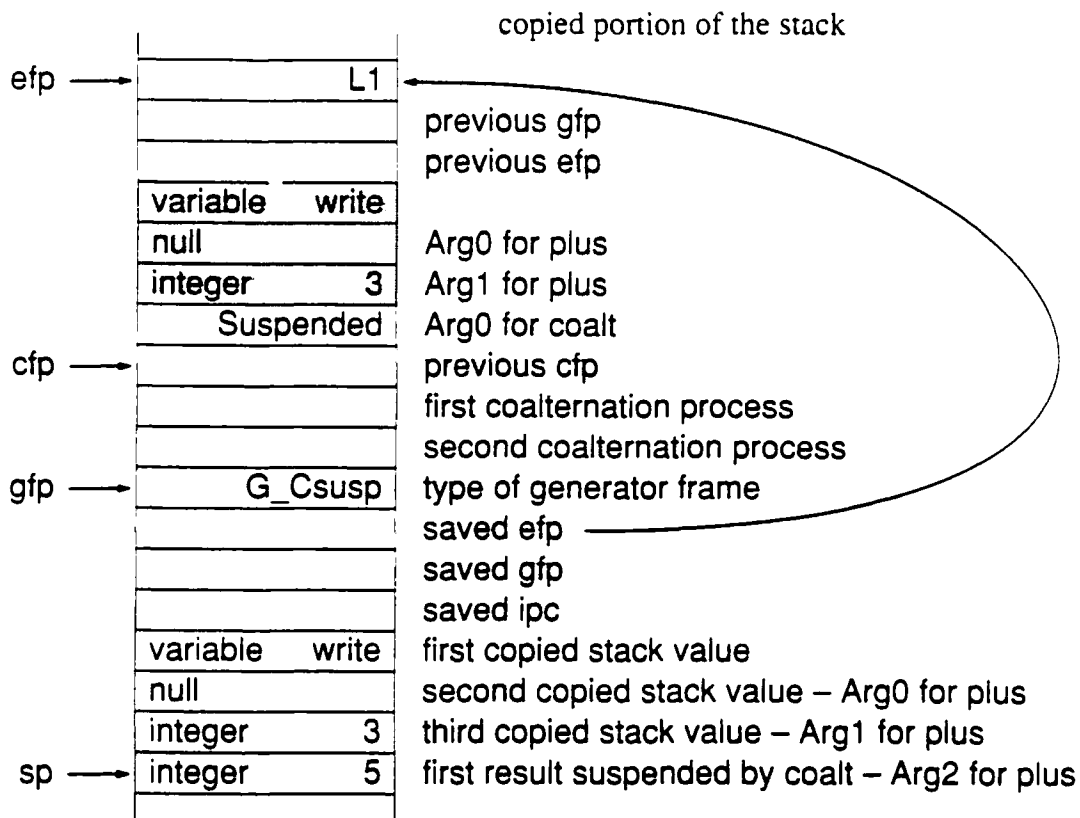 copied portion of the stack
efp L1
previous gfp
previous efp
variable write
null Arg0 for plus
integer 3 Arg1 for plus
Suspended Arg0 for coalt
cfp previous cfp
first coalternation process
second coalternation process
gfp G_Csusp type of generator frame
saved efp
saved gfp
saved ipc
variable write first copied stack value
null second copied stack value – Arg0 for plus
integer 3 third copied stack value – Arg1 for plus
sp integer 5 first result suspended by coalt – Arg2 for plus